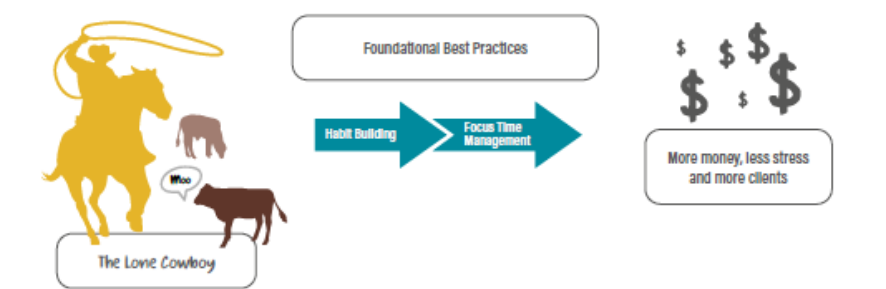 Foundational Best Practices
Habit Building
Focus Time
Management
More money, less stress
and more clients
Moo
The Lone Cowboy
$
$
$
$
$
$